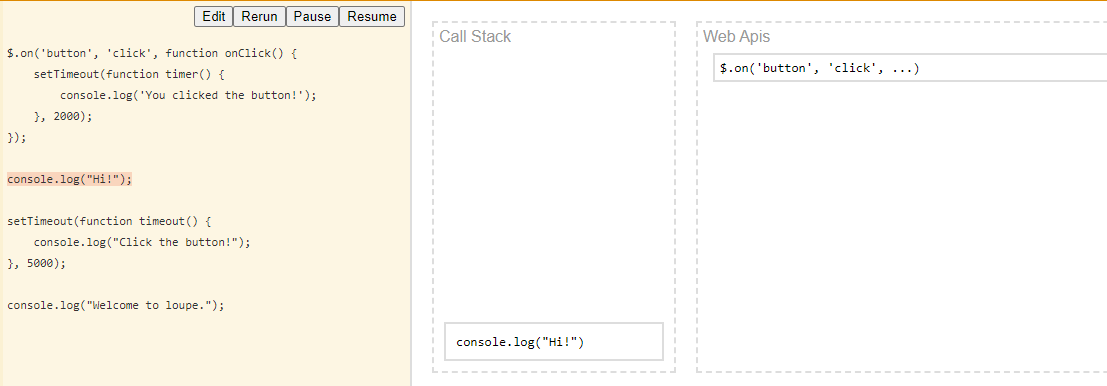 Edit Rerun Pause Resume
$.on('button', 'click', function onClick() {
    setTimeout(function timer() {
        console.log('You clicked the button!');
    }, 2000);
});
console.log("Hi!");
setTimeout(function timeout() {
    console.log("Click the button!");
}, 5000);
console.log("Welcome to loupe.");
Call Stack
console.log("Hi!")
Web Apis
$.on('button', 'click', ...)